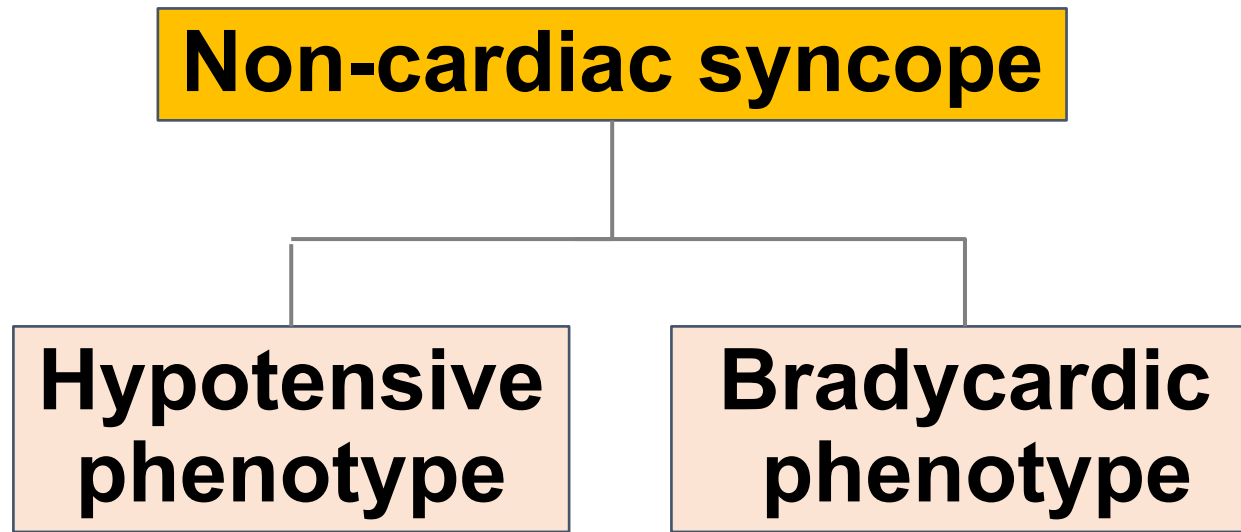 Non-cardiac syncope
Hypotensive
phenotype
Bradycardic
phenotype